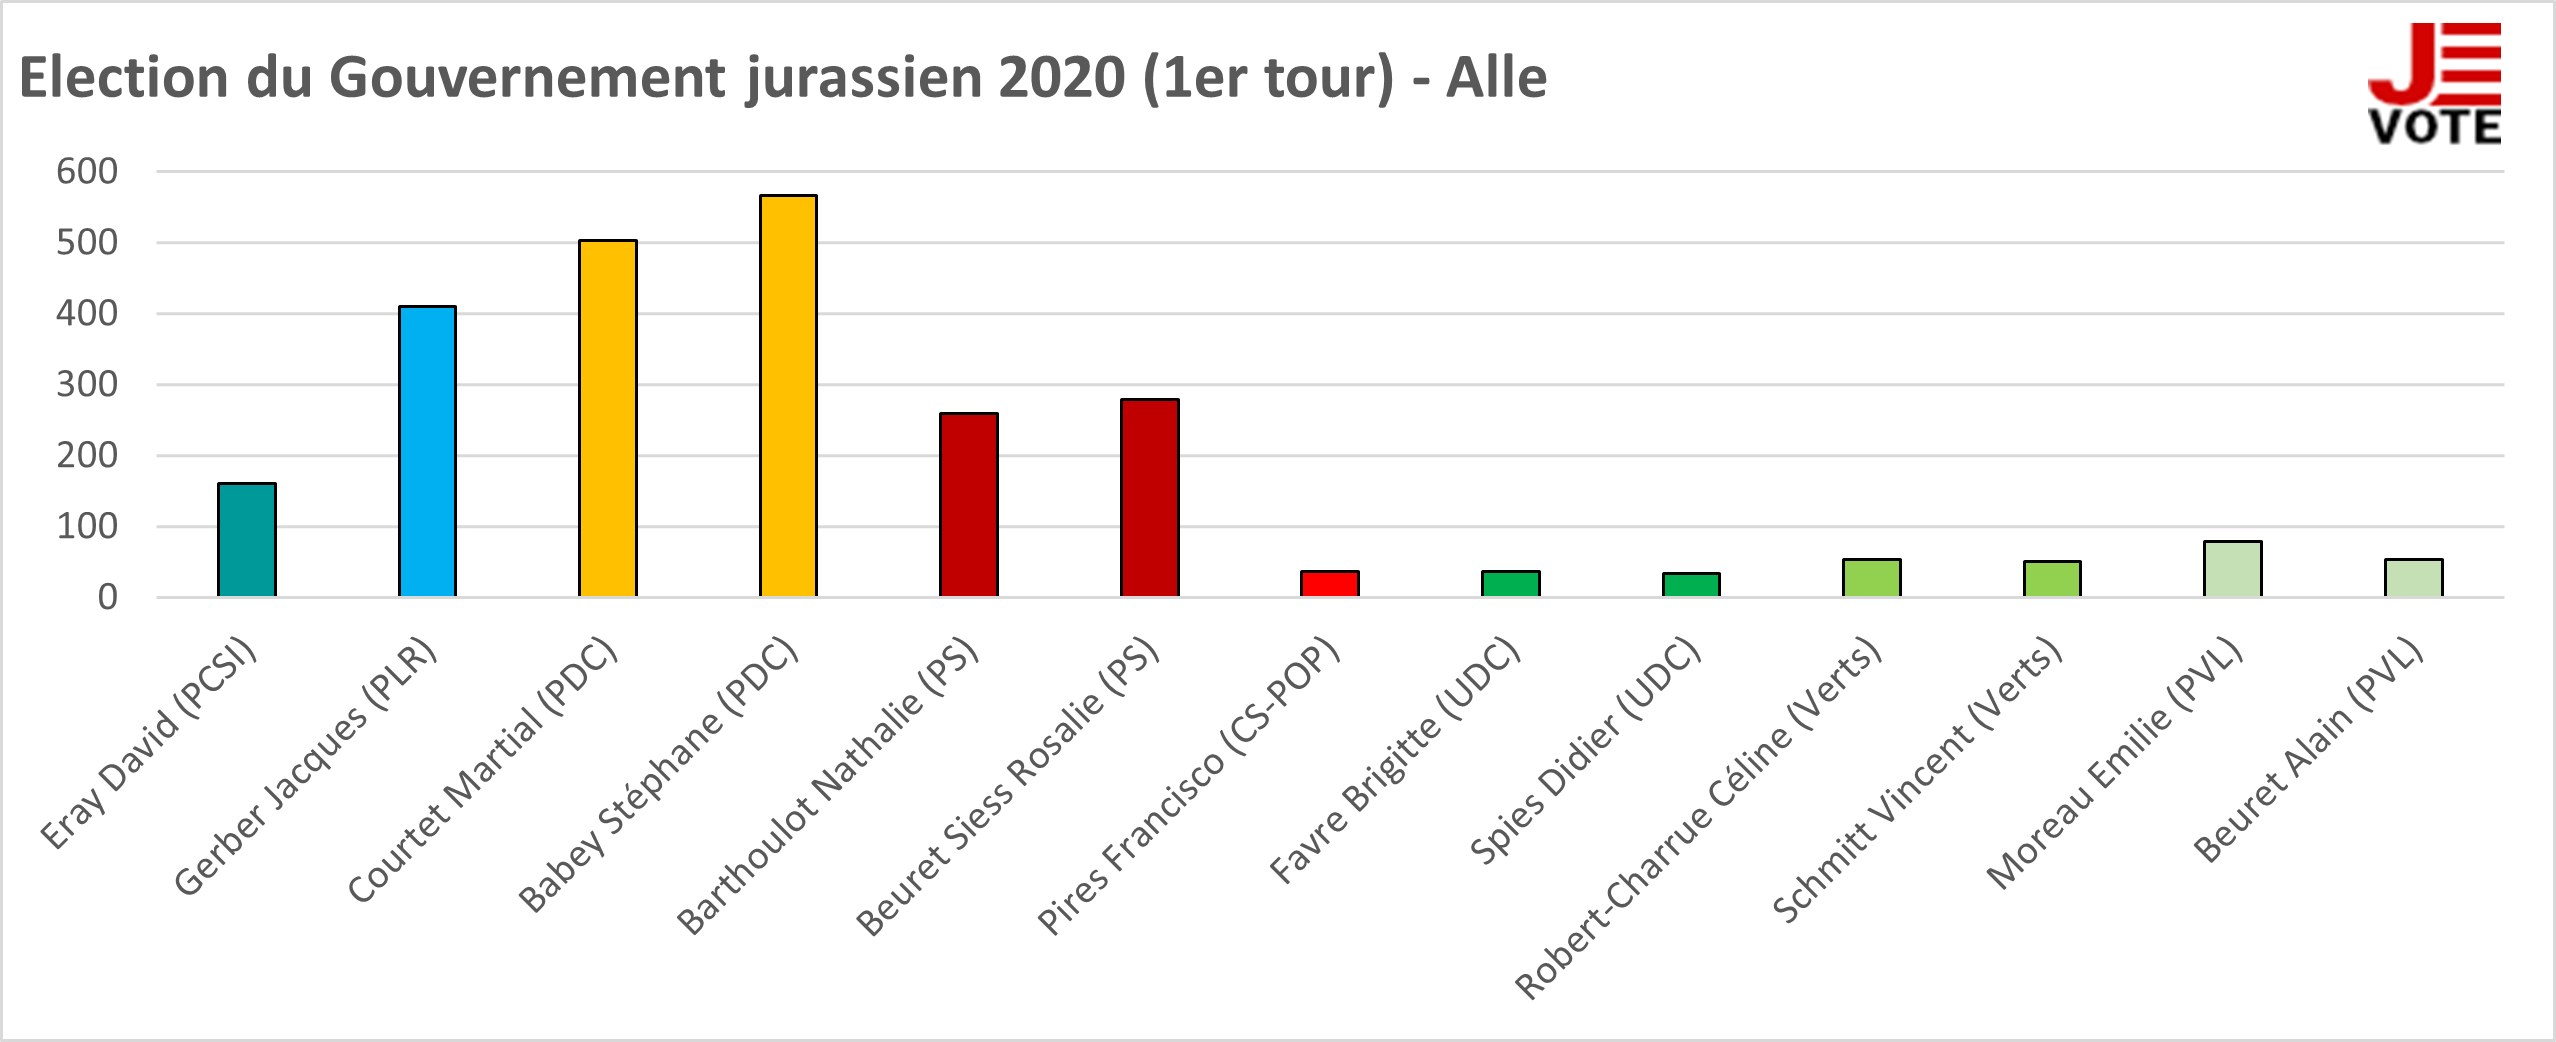 Election du Gouvernement jurassien 2020 (1er tour) - Alle
JE
VOTE
600
500
400
300
200
100
0
Eray David (PCSI)
Gerber Jacques (PLR)
Courtet Martial (PDC)
Babey Stéphane (PDC)
Barthoulot Nathalie (PS)
Beuret Siess Rosalie (PS)
Pires Francisco (CS-POP)
Favre Brigitte (UDC)
Spies Didier (UDC)
Robert-Charrue Céline (Verts)
Schmitt Vincent (Verts)
Moreau Emilie (PVL)
Beuret Alain (PVL)